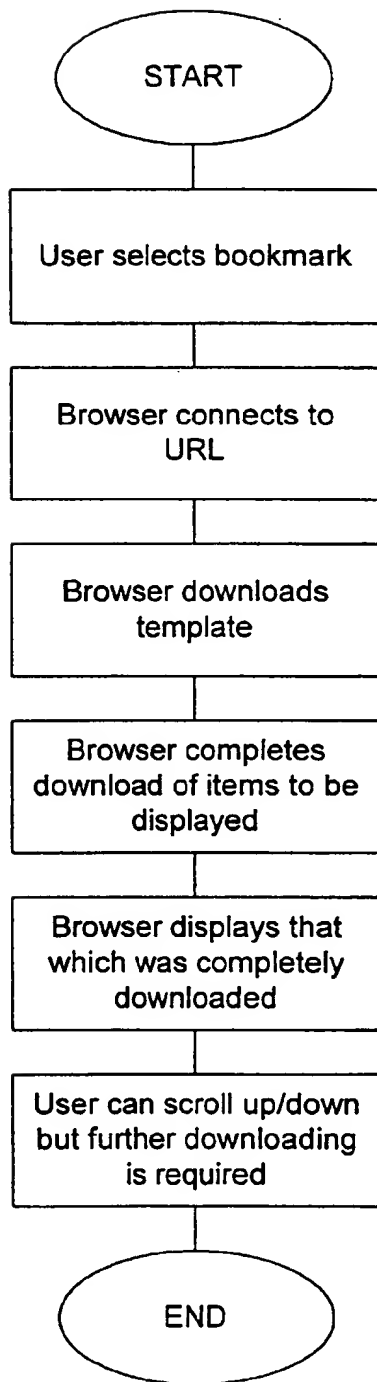 START
User selects bookmark
Browser connects to
URL
Browser downloads
template
Browser completes
download of items to be
displayed
Browser displays that
which was completely
downloaded
User can scroll up/down
but further downloading
is required
END